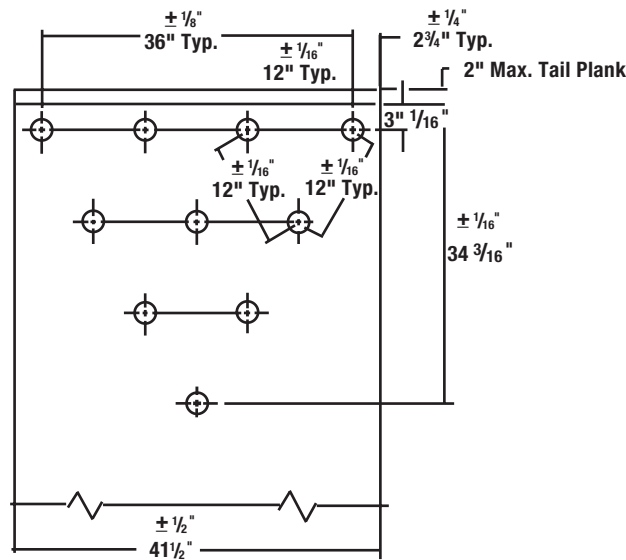 ± 1/8"
36" Typ.
± 1/16"
12" Typ.
± 1/4"
2 3/4" Typ.
2" Max. Tail Plank
3" 1/16"
± 1/16"
12" Typ.
± 1/16"
12" Typ.
± 1/16"
34 3/16"
± 1/2"
41 1/2"